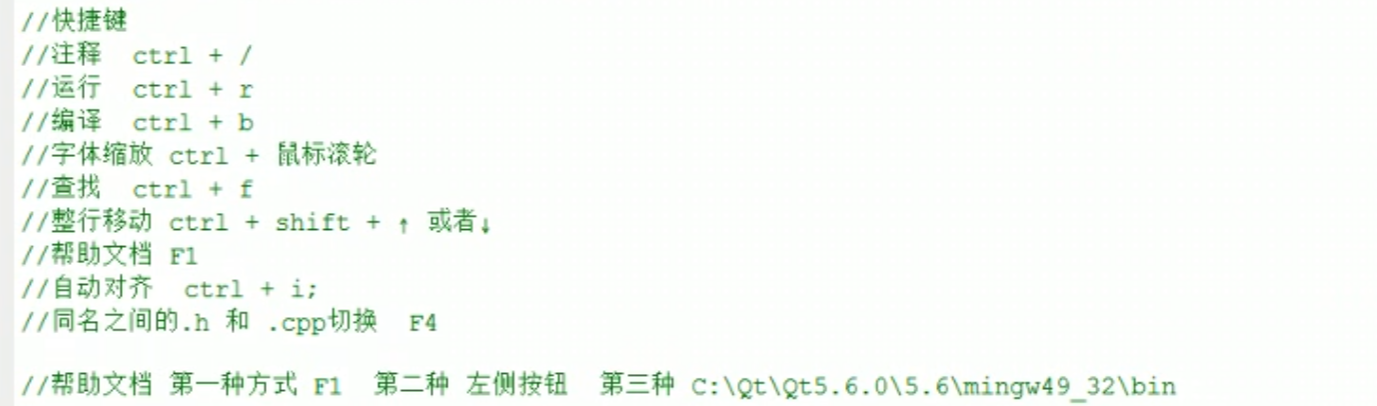 //快捷键
//注释  ctrl + /
//运行  ctrl + r
//编译  ctrl + b
//字体缩放 ctrl + 鼠标滚轮
//查找  ctrl + f
//整行移动 ctrl + shift + ↑ 或者↓
//帮助文档 F1
//自动对齐  ctrl + i;
//同名之间的.h 和 .cpp切换  F4
//帮助文档 第一种方式 F1  第二种 左侧按钮  第三种 C:\Qt\Qt5.6.0\5.6\mingw49_32\bin